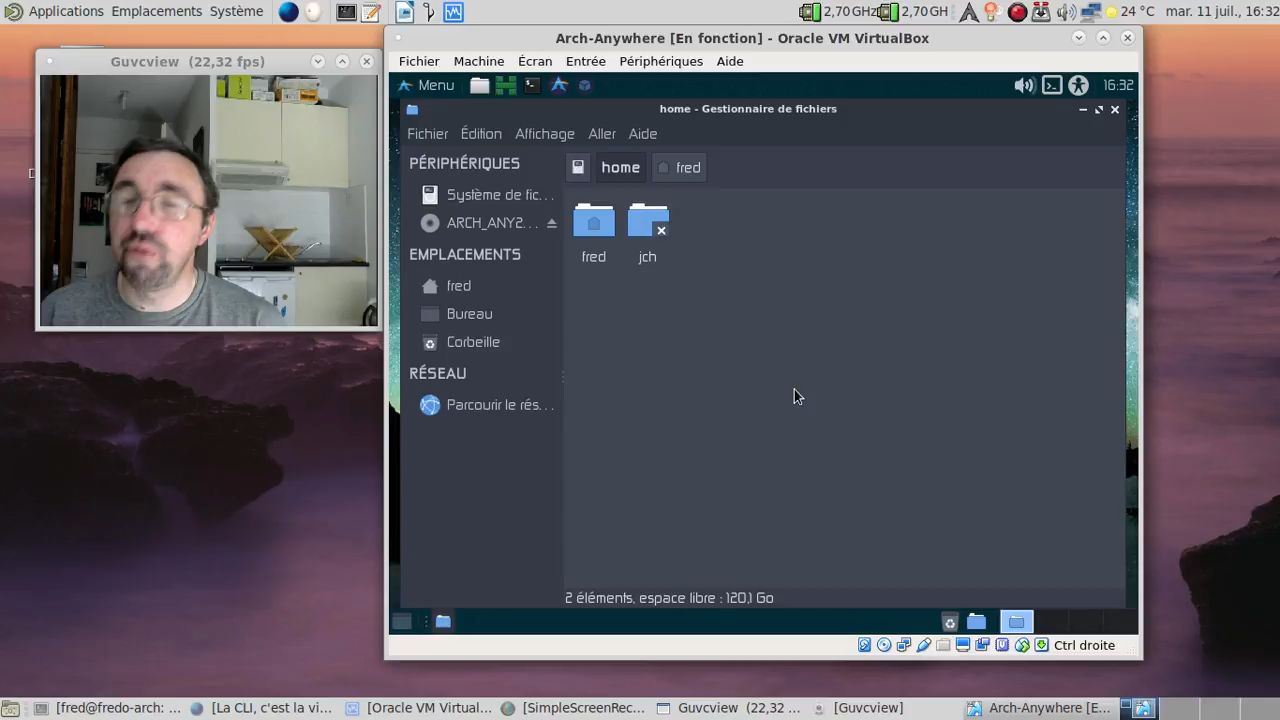 Applications Emplacements Système 2,70 GHz 2,70 GH 24 °C mar. 11 juil., 16:32
Guvcview (22,32 fps)
Arch-Anywhere [En fonction] - Oracle VM VirtualBox
Fichier Machine Écran Entrée Périphériques Aide
Menu 16:32
home - Gestionnaire de fichiers
Fichier Édition Affichage Aller Aide
PÉRIPHÉRIQUES
Système de fic...
ARCH_ANY2...
EMPLACEMENTS
fred
Bureau
Corbeille
RÉSEAU
Parcourir le rés...
home fred
fred jch
2 éléments, espace libre : 120,1 Go
Ctrl droite
[fred@fredo-arch: ... [La CLI, c'est la vi... [Oracle VM Virtual... [SimpleScreenRec... Guvcview (22,32 ... [Guvcview] Arch-Anywhere [E...